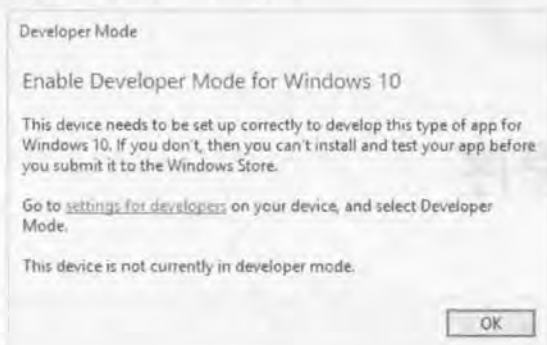 Developer Mode
Enable Developer Mode for Windows 10
This device needs to be set up correctly to develop this type of app for
Windows 10. If you don't, then you can't install and test your app before
you submit it to the Windows Store.
Go to settings for developers on your device, and select Developer
Mode.
This device is not currently in developer mode.
OK